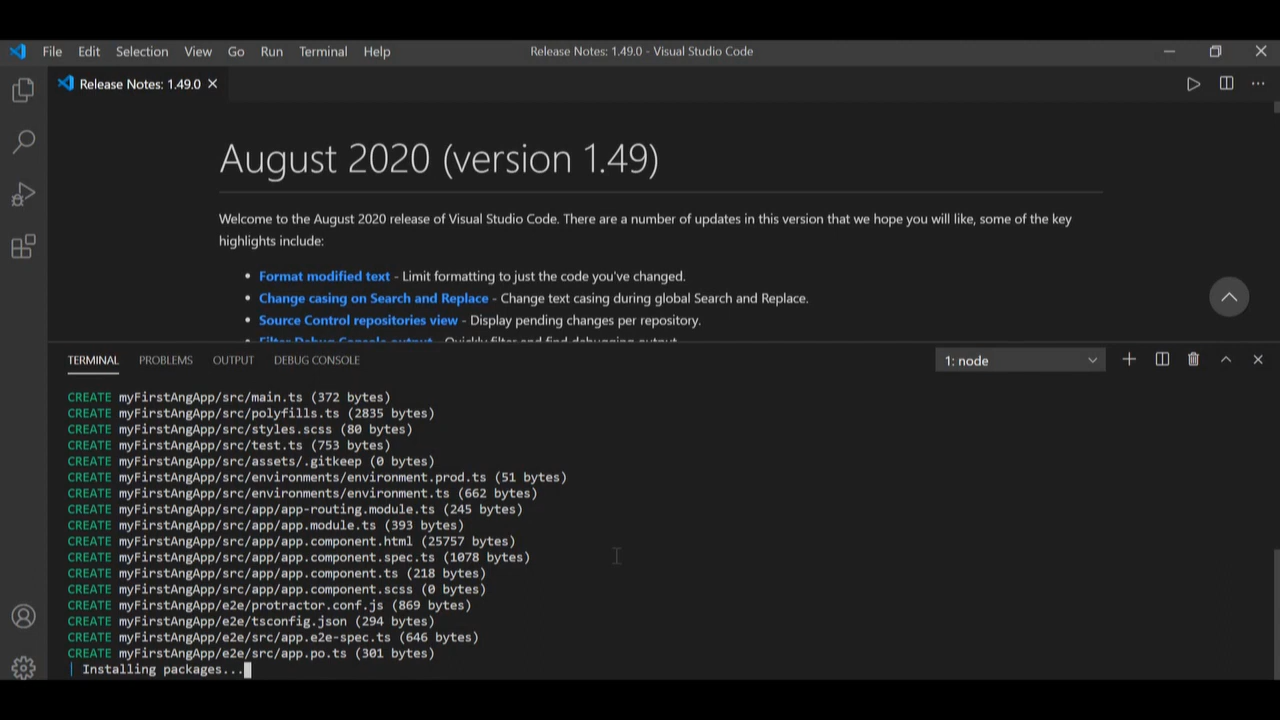 File Edit Selection View Go Run Terminal Help
Release Notes: 1.49.0 - Visual Studio Code
Release Notes: 1.49.0
August 2020 (version 1.49)
Welcome to the August 2020 release of Visual Studio Code. There are a number of updates in this version that we hope you will like, some of the key
highlights include:
• Format modified text - Limit formatting to just the code you've changed.
• Change casing on Search and Replace - Change text casing during global Search and Replace.
• Source Control repositories view - Display pending changes per repository.
• Filter Debug Console output - Quickly filter and find debugging output.
TERMINAL PROBLEMS OUTPUT DEBUG CONSOLE
1: node
CREATE myFirstAngApp/src/main.ts (372 bytes)
CREATE myFirstAngApp/src/polyfills.ts (2835 bytes)
CREATE myFirstAngApp/src/styles.scss (80 bytes)
CREATE myFirstAngApp/src/test.ts (753 bytes)
CREATE myFirstAngApp/src/assets/.gitkeep (0 bytes)
CREATE myFirstAngApp/src/environments/environment.prod.ts (51 bytes)
CREATE myFirstAngApp/src/environments/environment.ts (662 bytes)
CREATE myFirstAngApp/src/app/app-routing.module.ts (245 bytes)
CREATE myFirstAngApp/src/app/app.module.ts (393 bytes)
CREATE myFirstAngApp/src/app/app.component.html (25757 bytes)
CREATE myFirstAngApp/src/app/app.component.spec.ts (1078 bytes)
CREATE myFirstAngApp/src/app/app.component.ts (218 bytes)
CREATE myFirstAngApp/src/app/app.component.scss (0 bytes)
CREATE myFirstAngApp/e2e/protractor.conf.js (869 bytes)
CREATE myFirstAngApp/e2e/tsconfig.json (294 bytes)
CREATE myFirstAngApp/e2e/src/app.e2e-spec.ts (646 bytes)
CREATE myFirstAngApp/e2e/src/app.po.ts (301 bytes)
| Installing packages...